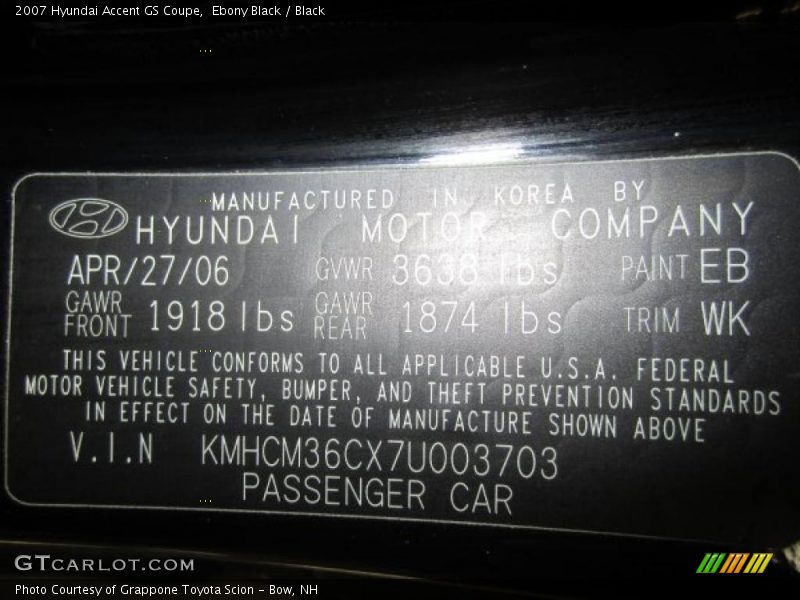 2007 Hyundai Accent GS Coupe,  Ebony Black / Black
MANUFACTURED IN KOREA BY
HYUNDAI MOTOR COMPANY
APR/27/06 GVWR 3638 lbs PAINT EB
GAWR FRONT 1918 lbs GAWR REAR 1874 lbs TRIM WK
THIS VEHICLE CONFORMS TO ALL APPLICABLE U.S.A. FEDERAL
MOTOR VEHICLE SAFETY, BUMPER, AND THEFT PREVENTION STANDARDS
IN EFFECT ON THE DATE OF MANUFACTURE SHOWN ABOVE
V.I.N KMHCM36CX7U003703
PASSENGER CAR
GTCARLOT.COM
Photo Courtesy of Grappone Toyota Scion - Bow, NH